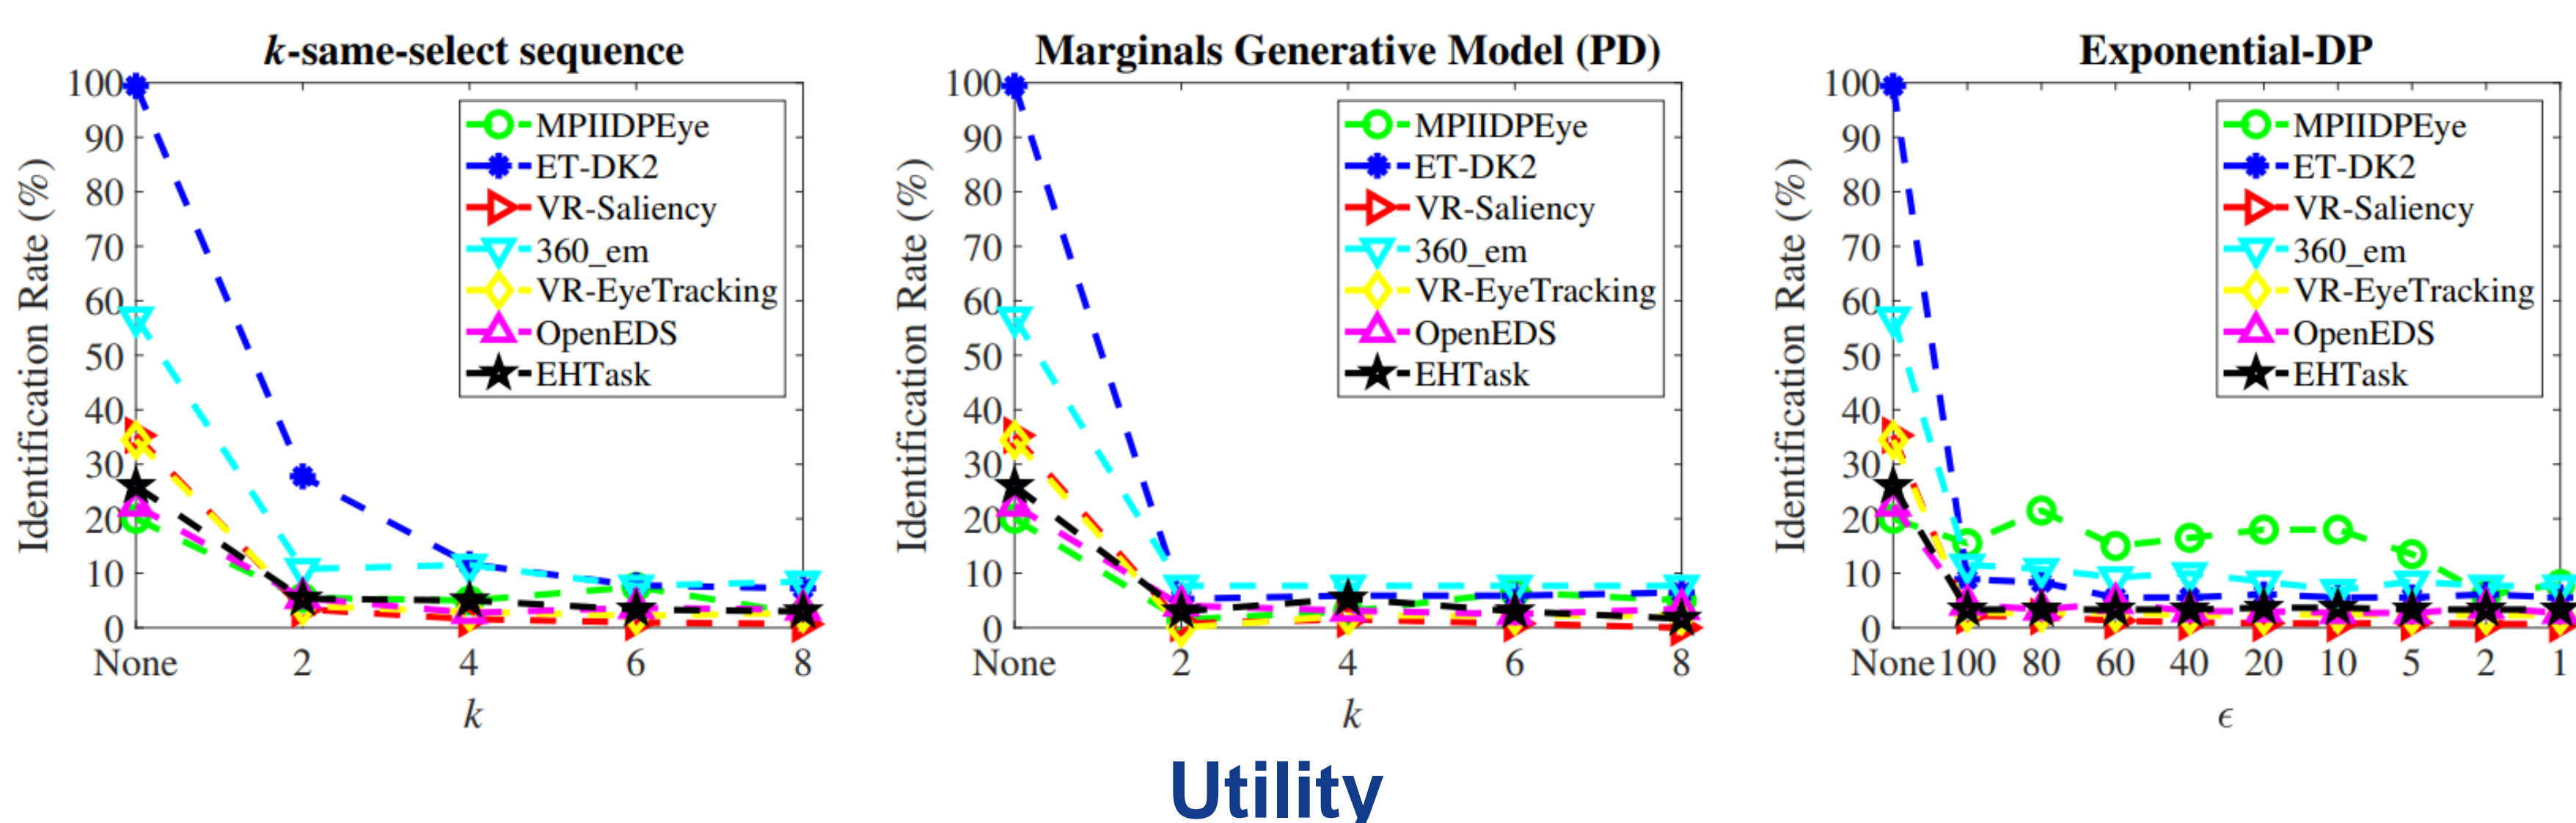 k-same-select sequence
100
90
80
70
60
50
40
30
20
10
0
Identification Rate (%)
MPIIDPEye
ET-DK2
VR-Saliency
360_em
VR-EyeTracking
OpenEDS
EHTask
None 2 4 6 8
k
Marginals Generative Model (PD)
100
90
80
70
60
50
40
30
20
10
0
Identification Rate (%)
MPIIDPEye
ET-DK2
VR-Saliency
360_em
VR-EyeTracking
OpenEDS
EHTask
None 2 4 6 8
k
Exponential-DP
100
90
80
70
60
50
40
30
20
10
0
Identification Rate (%)
MPIIDPEye
ET-DK2
VR-Saliency
360_em
VR-EyeTracking
OpenEDS
EHTask
None 100 80 60 40 20 10 5 2 1
ϵ
Utility